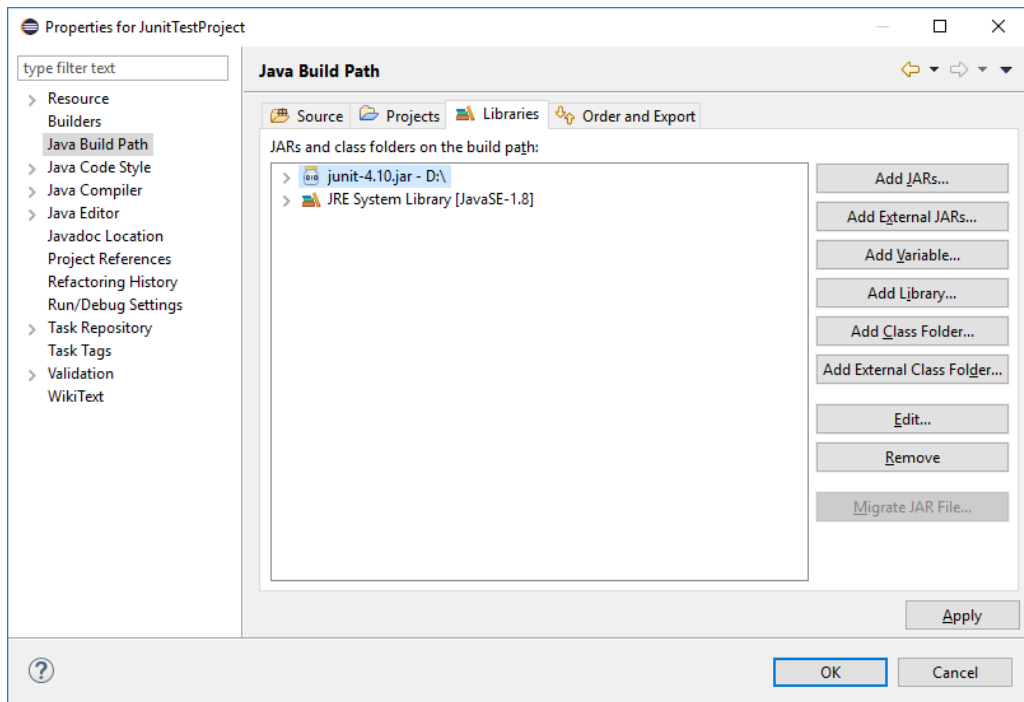 Properties for JunitTestProject
type filter text
Resource
Builders
Java Build Path
Java Code Style
Java Compiler
Java Editor
Javadoc Location
Project References
Refactoring History
Run/Debug Settings
Task Repository
Task Tags
Validation
WikiText
Java Build Path
Source Projects Libraries Order and Export
JARs and class folders on the build path:
junit-4.10.jar - D:\
JRE System Library [JavaSE-1.8]
Add JARs...
Add External JARs...
Add Variable...
Add Library...
Add Class Folder...
Add External Class Folder...
Edit...
Remove
Migrate JAR File...
Apply
?
OK Cancel